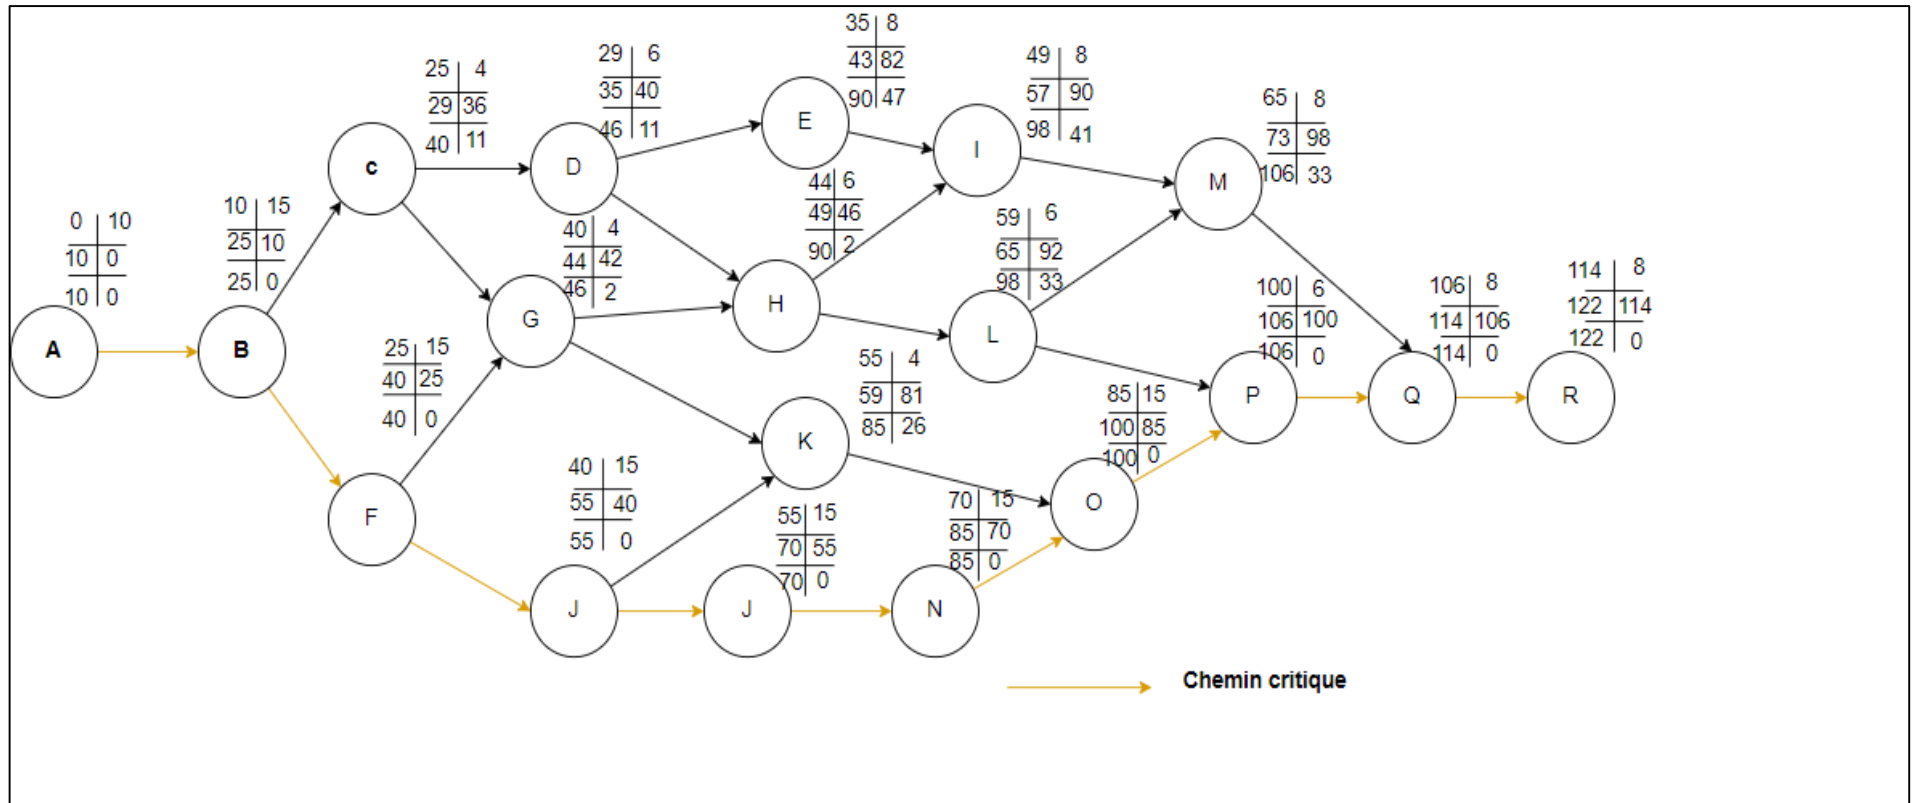 35 8
43 82
90 47
29 6
35 40
46 11
49 8
57 90
98 41
25 4
29 36
40 11
65 8
73 98
106 33
E
I
c
D
M
44 6
49 46
90 2
0 10
10 0
10 0
10 15
25 10
25 0
40 4
44 42
46 2
59 6
65 92
98 33
G
H
L
A
B
100 6
106 100
106 0
106 8
114 106
114 0
114 8
122 114
122 0
25 15
40 25
40 0
55 4
59 81
85 26
85 15
100 85
100 0
P
Q
R
K
F
40 15
55 40
55 0
55 15
70 55
70 0
70 15
85 70
85 0
O
J
J
N
Chemin critique